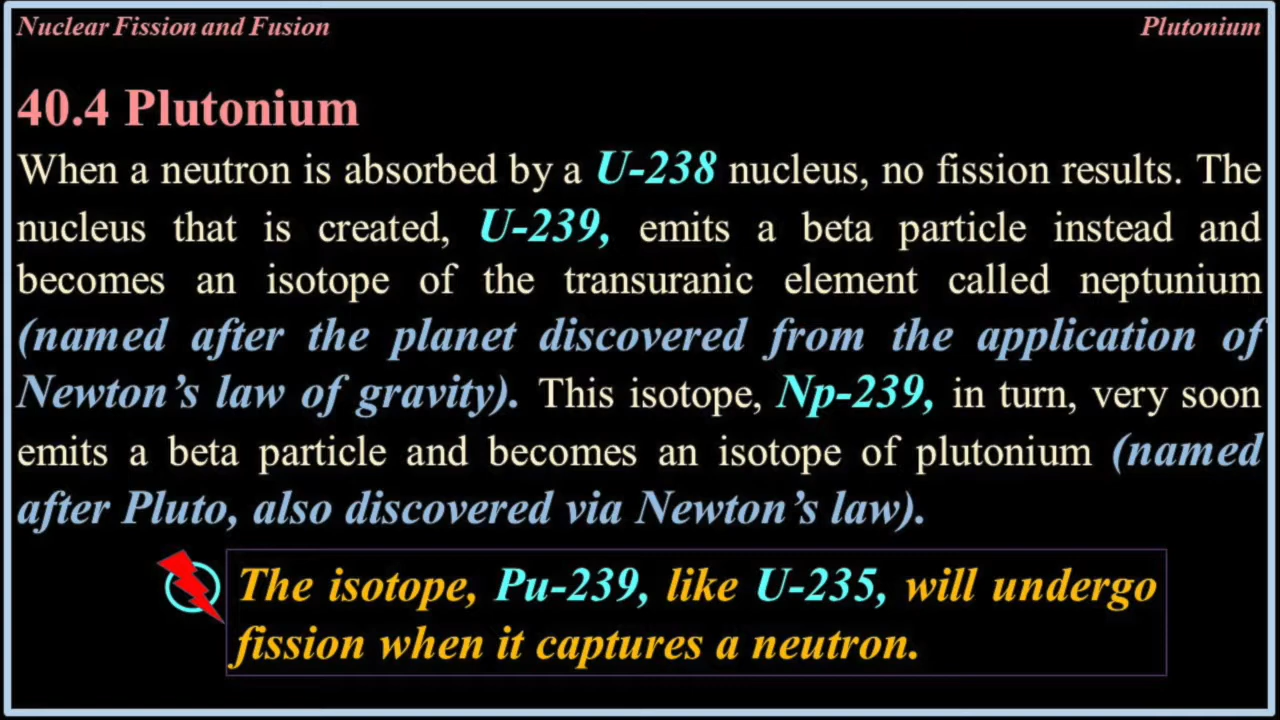 Nuclear Fission and Fusion
Plutonium
40.4 Plutonium
When a neutron is absorbed by a U-238 nucleus, no fission results. The
nucleus that is created, U-239, emits a beta particle instead and
becomes an isotope of the transuranic element called neptunium
(named after the planet discovered from the application of
Newton’s law of gravity). This isotope, Np-239, in turn, very soon
emits a beta particle and becomes an isotope of plutonium (named
after Pluto, also discovered via Newton’s law).
The isotope, Pu-239, like U-235, will undergo
fission when it captures a neutron.